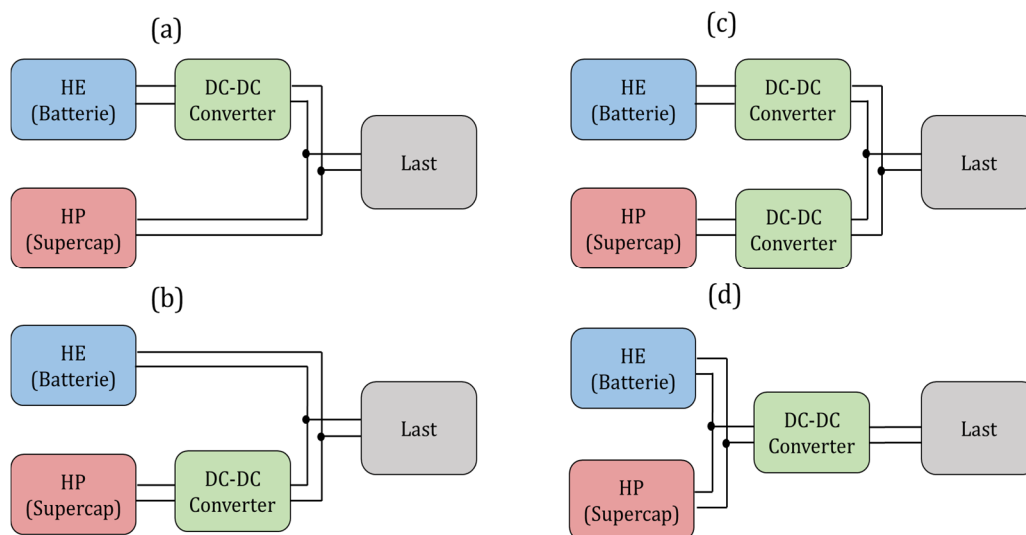 (a)
HE
(Batterie)
DC-DC
Converter
Last
HP
(Supercap)
(c)
HE
(Batterie)
DC-DC
Converter
Last
HP
(Supercap)
DC-DC
Converter
(b)
HE
(Batterie)
Last
HP
(Supercap)
DC-DC
Converter
(d)
HE
(Batterie)
DC-DC
Converter
Last
HP
(Supercap)